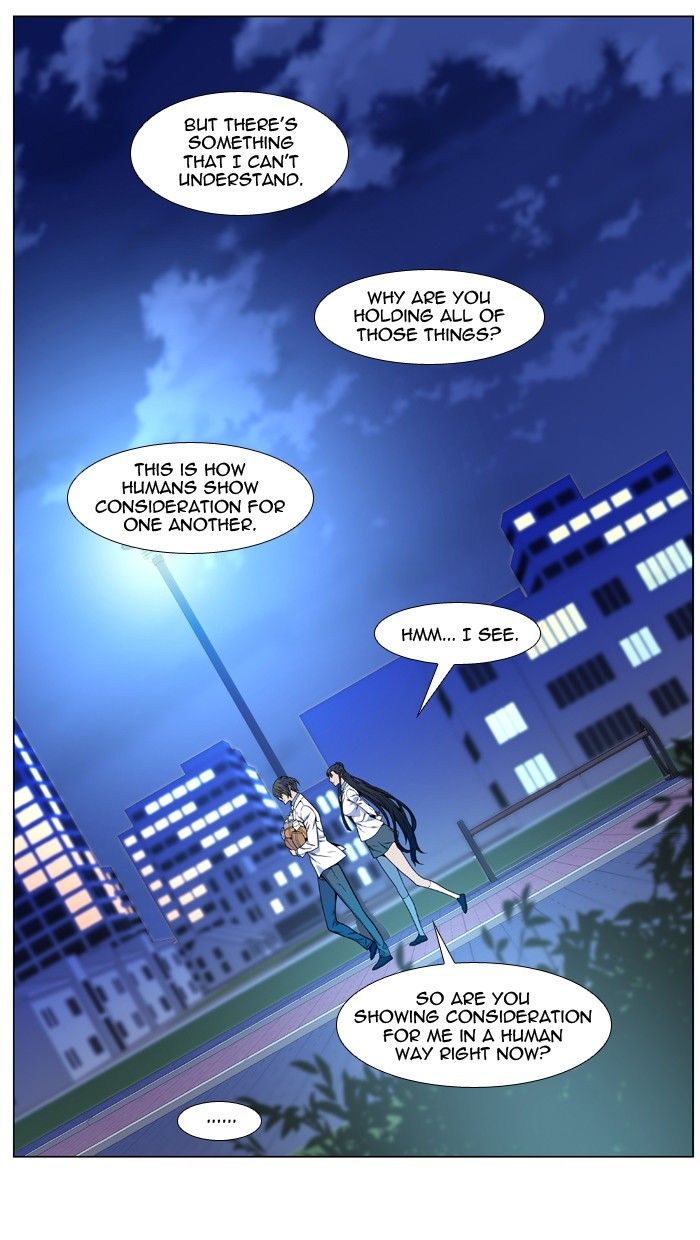 BUT THERE'S
SOMETHING
THAT I CAN'T
UNDERSTAND.
WHY ARE YOU
HOLDING ALL OF
THOSE THINGS?
THIS IS HOW
HUMANS SHOW
CONSIDERATION FOR
ONE ANOTHER.
HMM... I SEE.
SO ARE YOU
SHOWING CONSIDERATION
FOR ME IN A HUMAN
WAY RIGHT NOW?
......